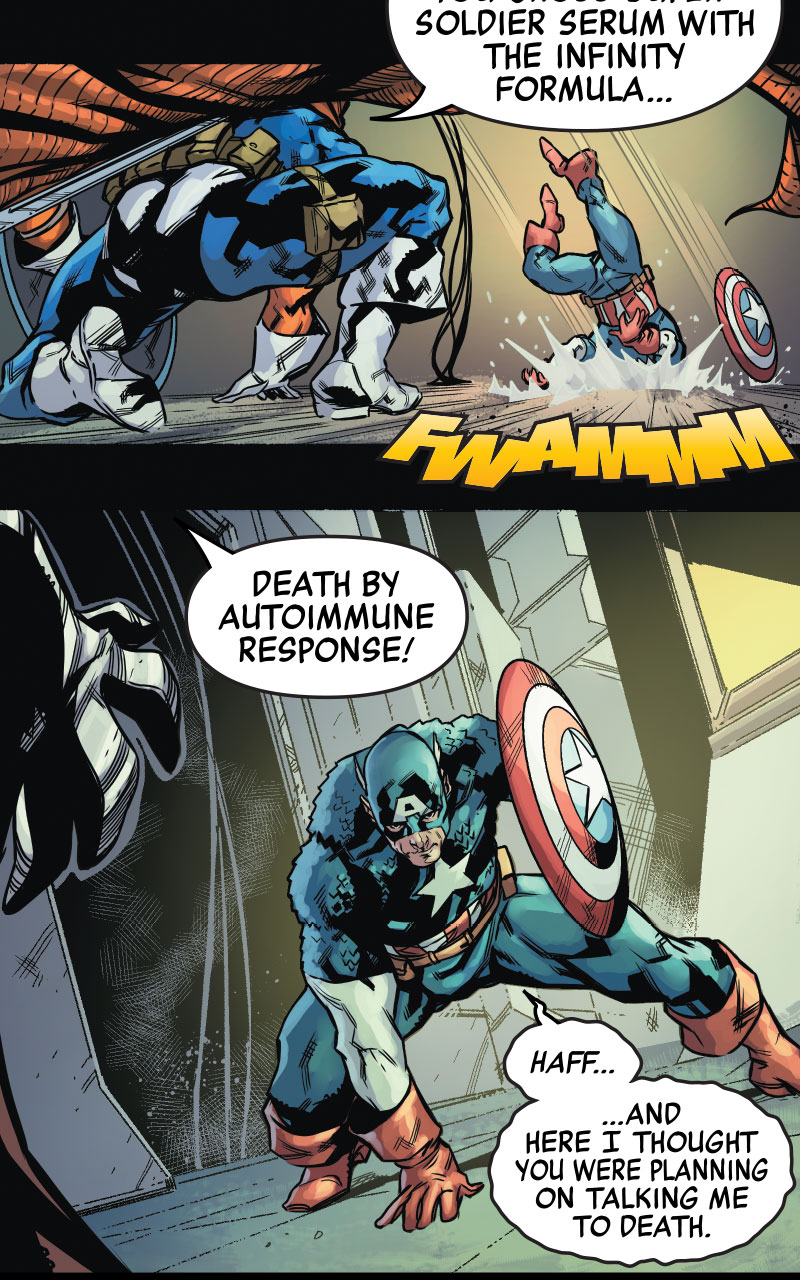 SOLDIER SERUM WITH
THE INFINITY
FORMULA...
FWAMMM
DEATH BY
AUTOIMMUNE
RESPONSE!
A
HAFF...
...AND
HERE I THOUGHT
YOU WERE PLANNING
ON TALKING ME
TO DEATH.